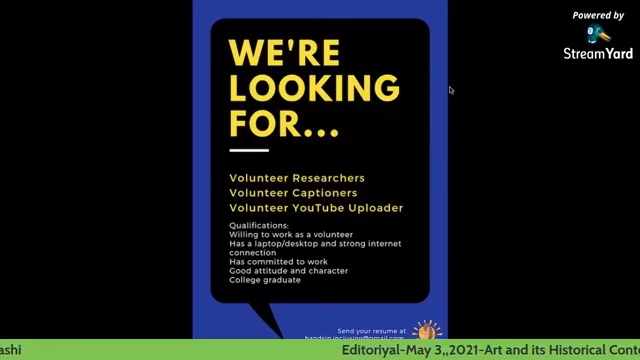 Powered by
StreamYard
WE'RE
LOOKING
FOR...
Volunteer Researchers
Volunteer Captioners
Volunteer YouTube Uploader
Qualifications:
Willing to work as a volunteer
Has a laptop/desktop and strong internet
connection
Has committed to work
Good attitude and character
College graduate
Send your resume at
ashi
Editoriyal-May 3,,2021-Art and its Historical Cont